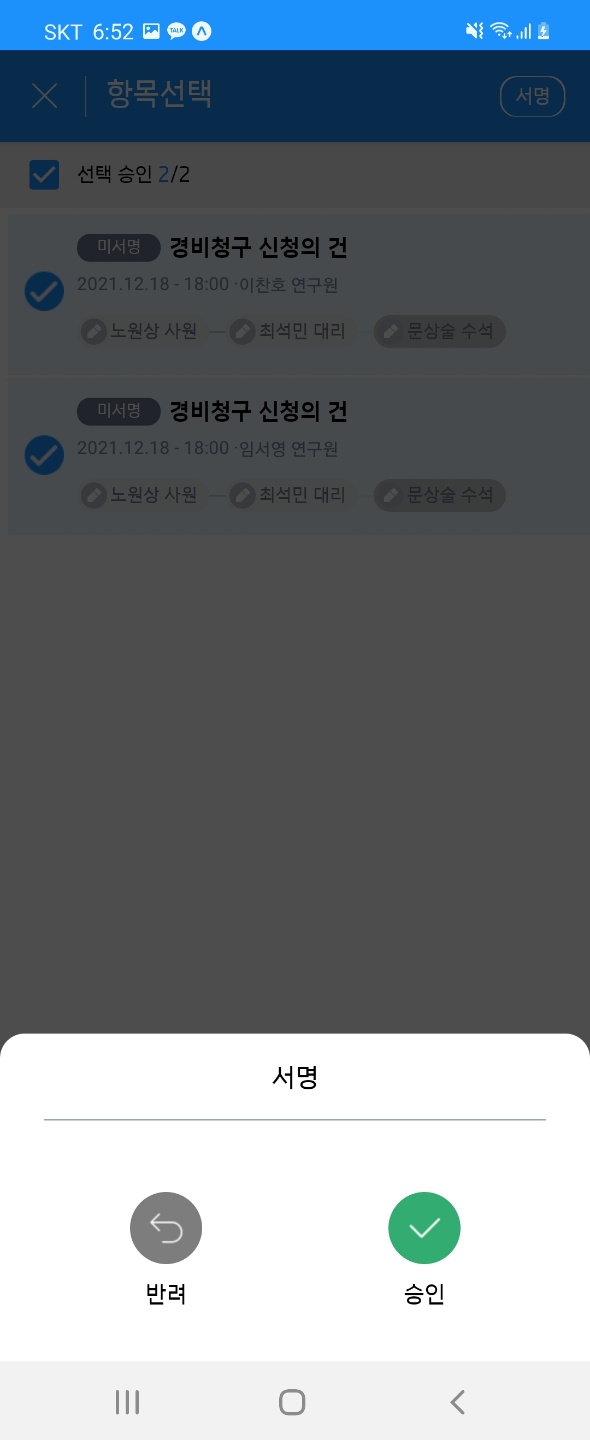 SKT 6:52 TALK
항목선택 서명
선택 승인 2/2
미서명 경비청구 신청의 건
2021.12.18 - 18:00 ·이찬호 연구원
노원상 사원 최석민 대리 문상술 수석
미서명 경비청구 신청의 건
2021.12.18 - 18:00 ·임서영 연구원
노원상 사원 최석민 대리 문상술 수석
서명
반려 승인